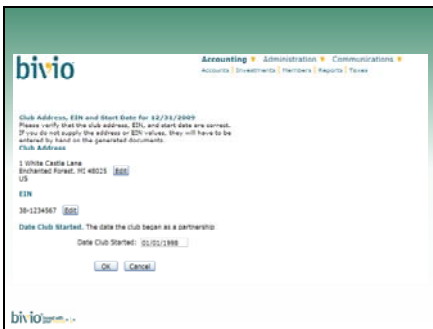 bivio
Accounting Administration Communications
Accounts | Investments | Members | Reports | Taxes
Club Address, EIN and Start Date for 12/31/2009
Please verify that the club address, EIN, and start date are correct.
If you do not supply the address or EIN values, they will have to be
entered by hand on the generated documents.
Club Address
1 White Castle Lane
Enchanted Forest, MI 48025 Edit
US
EIN
38-1234567 Edit
Date Club Started. The date the club began as a partnership
Date Club Started: 01/01/1998
OK Cancel
bivio